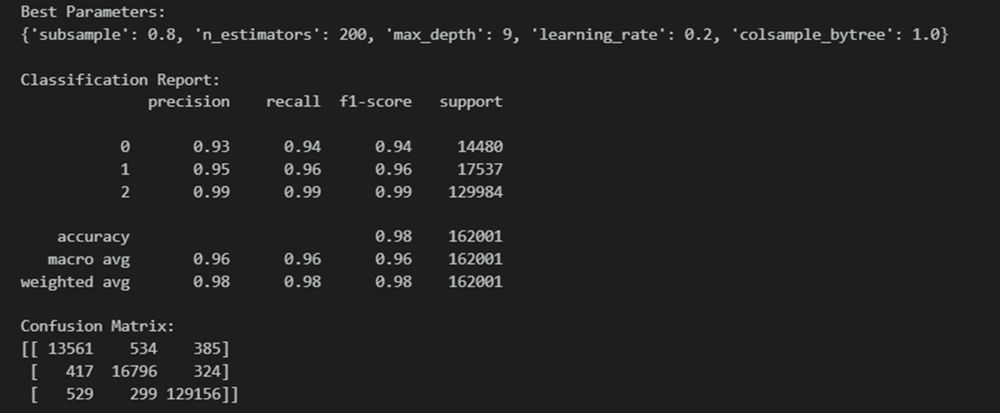 Best Parameters:
{'subsample': 0.8, 'n_estimators': 200, 'max_depth': 9, 'learning_rate': 0.2, 'colsample_bytree': 1.0}
Classification Report:
precision recall f1-score support
0 0.93 0.94 0.94 14480
1 0.95 0.96 0.96 17537
2 0.99 0.99 0.99 129984
accuracy 0.98 162001
macro avg 0.96 0.96 0.96 162001
weighted avg 0.98 0.98 0.98 162001
Confusion Matrix:
[[ 13561 534 385]
[ 417 16796 324]
[ 529 299 129156]]